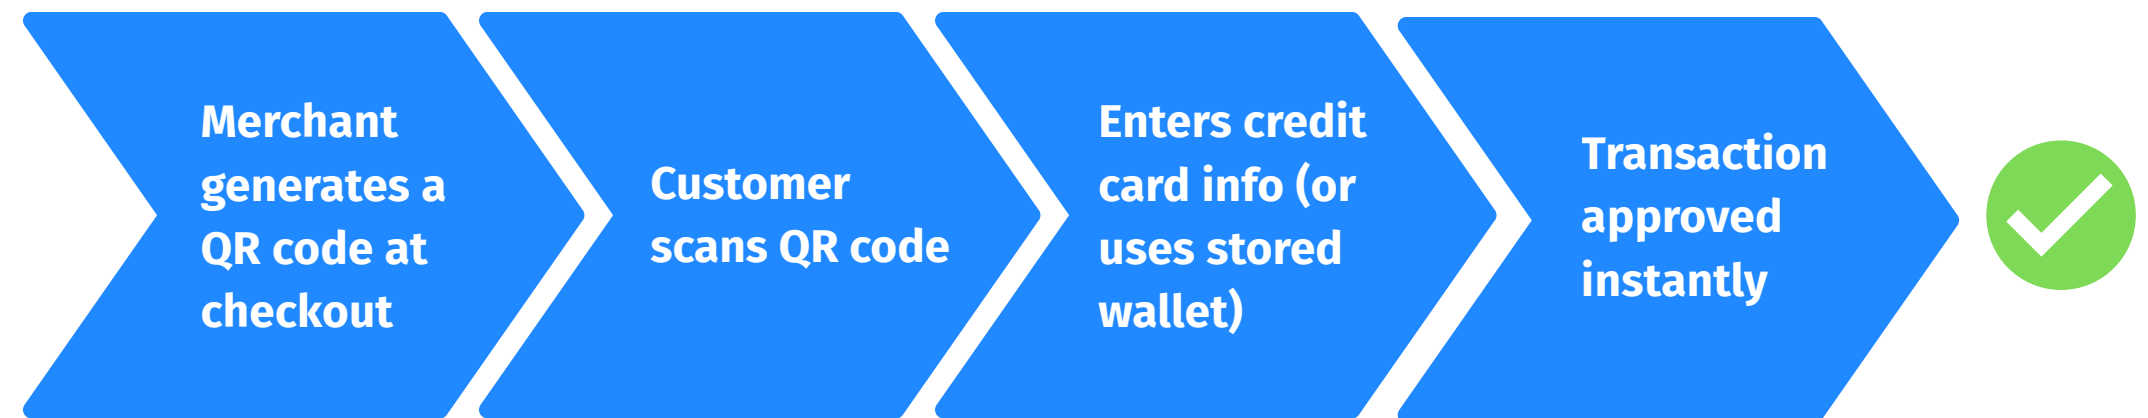 Merchant
generates a
QR code at
checkout
Customer
scans QR code
Enters credit
card info (or
uses stored
wallet)
Transaction
approved
instantly